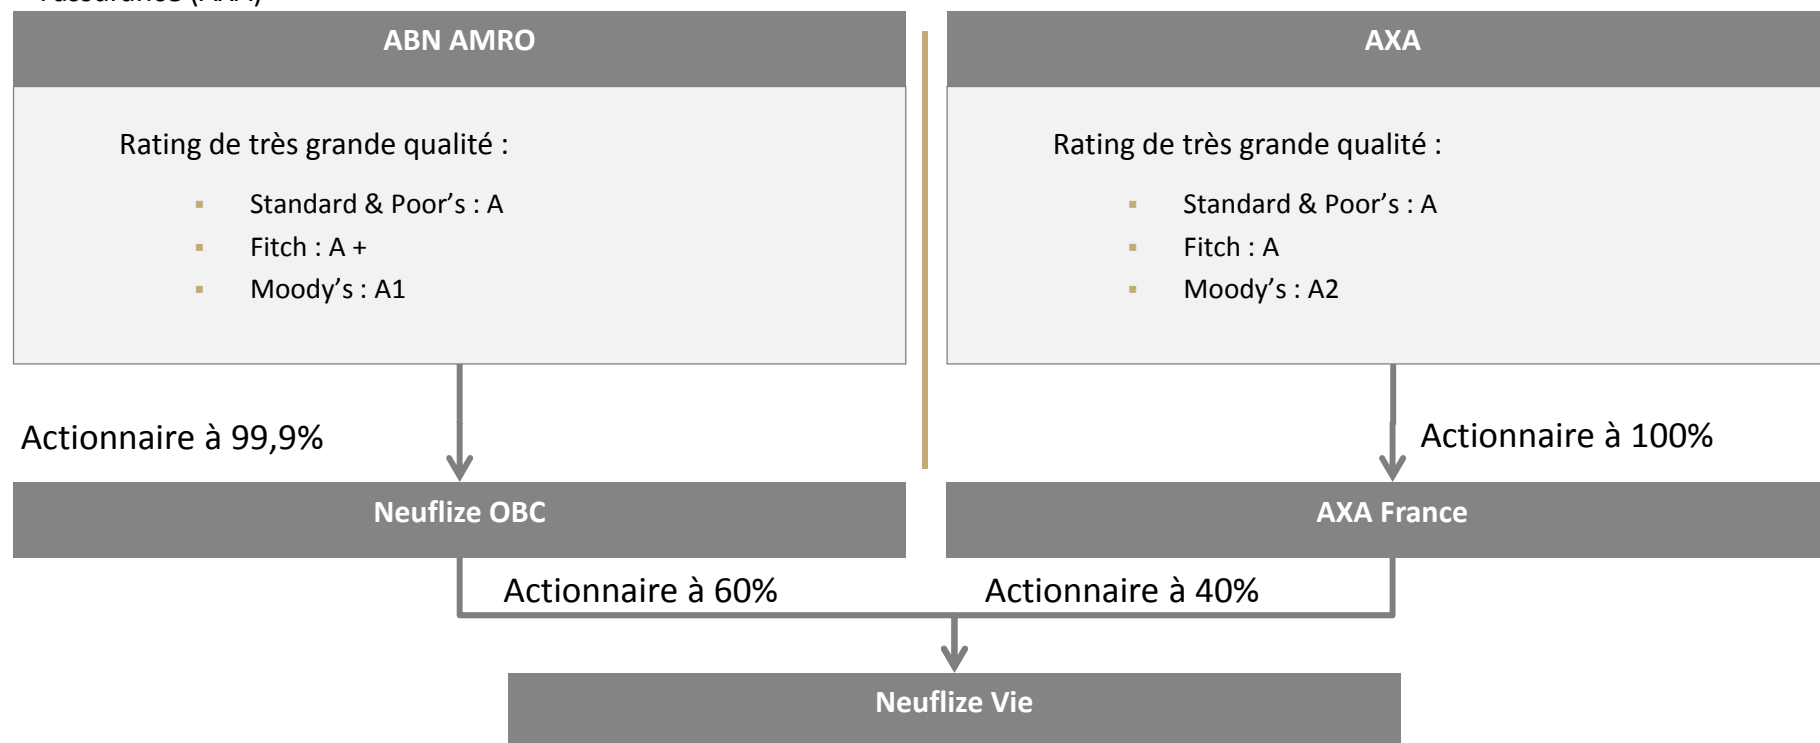 ABN AMRO
Rating de très grande qualité :
▪ Standard & Poor's : A
▪ Fitch : A +
▪ Moody's : A1
AXA
Rating de très grande qualité :
▪ Standard & Poor's : A
▪ Fitch : A
▪ Moody's : A2
Actionnaire à 99,9%
Actionnaire à 100%
Neuflize OBC
AXA France
Actionnaire à 60%
Actionnaire à 40%
Neuflize Vie